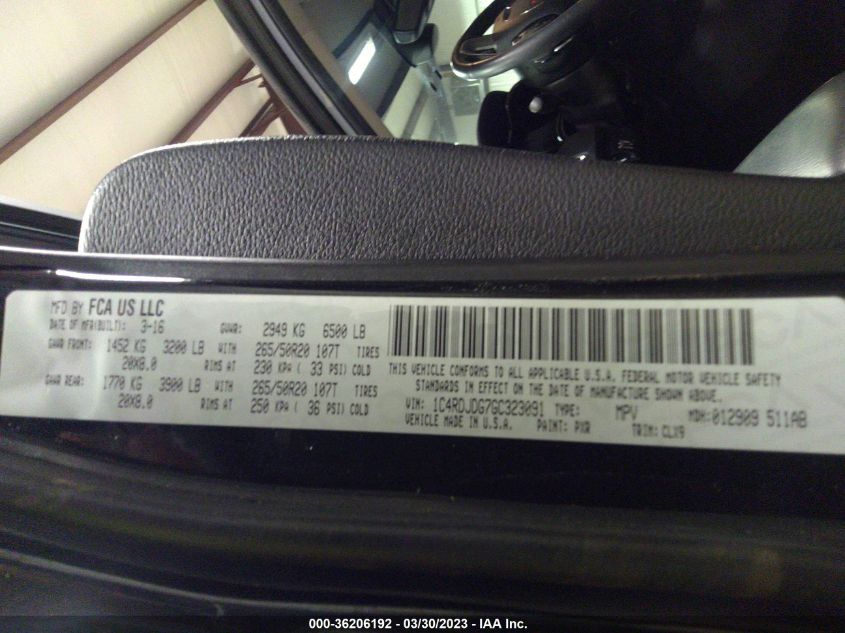 MFD BY FCA US LLC
DATE OF MFR(BUILT): 3-16 GVWR: 2949 KG 6500 LB
GAWR FRONT: 1452 KG 3200 LB WITH 265/50R20 107T TIRES
20X8.0 RIMS AT 230 KPA ( 33 PSI) COLD
GAWR REAR: 1770 KG 3900 LB WITH 265/50R20 107T TIRES
20X8.0 RIMS AT 250 KPA ( 36 PSI) COLD
THIS VEHICLE CONFORMS TO ALL APPLICABLE U.S.A. FEDERAL MOTOR VEHICLE SAFETY
STANDARDS IN EFFECT ON THE DATE OF MANUFACTURE SHOWN ABOVE.
VIN: 1C4RDJDG7GC323091 TYPE: MPV MDH:012909 511AB
VEHICLE MADE IN U.S.A. PAINT: PXR TRIM: CLX9
000-36206192 - 03/30/2023 - IAA Inc.